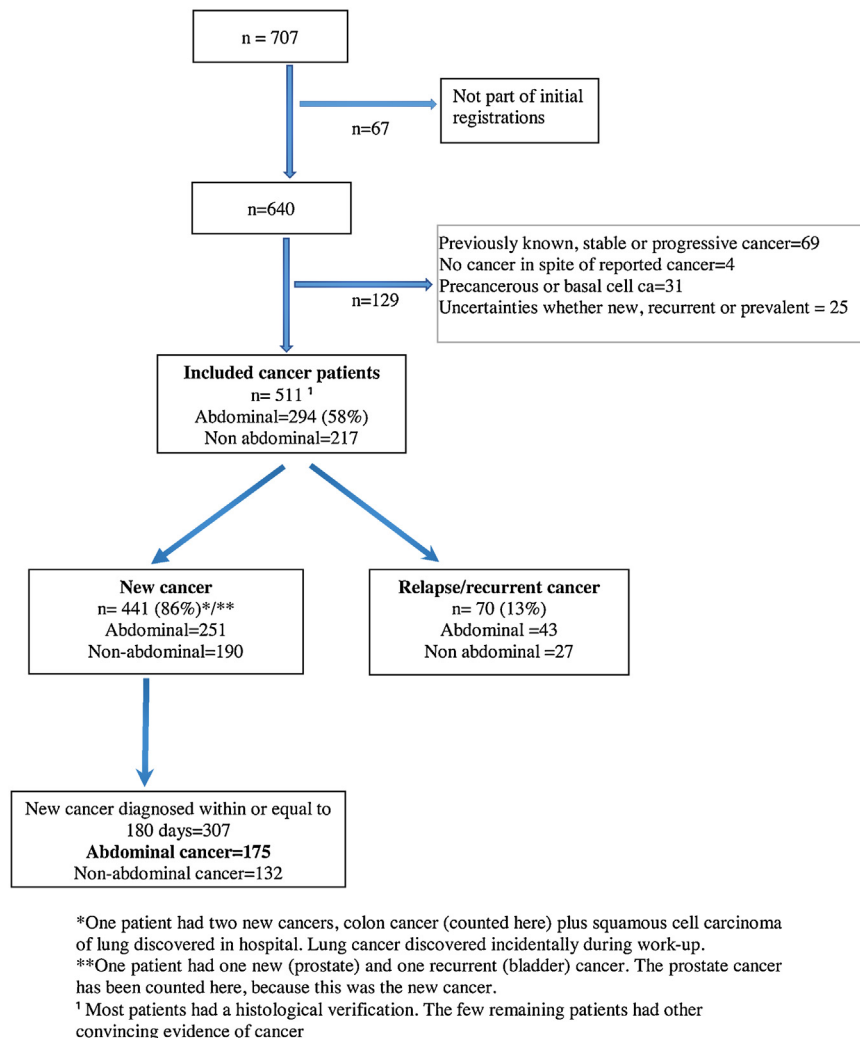 n = 707
Not part of initial
registrations
n=67
n=640
Previously known, stable or progressive cancer=69
No cancer in spite of reported cancer=4
Precancerous or basal cell ca=31
Uncertainties whether new, recurrent or prevalent = 25
n=129
Included cancer patients
n= 511 ¹
Abdominal=294 (58%)
Non abdominal=217
New cancer
n= 441 (86%)*/**
Abdominal=251
Non-abdominal=190
Relapse/recurrent cancer
n= 70 (13%)
Abdominal =43
Non abdominal =27
New cancer diagnosed within or equal to
180 days=307
Abdominal cancer=175
Non-abdominal cancer=132
*One patient had two new cancers, colon cancer (counted here) plus squamous cell carcinoma
of lung discovered in hospital. Lung cancer discovered incidentally during work-up.
**One patient had one new (prostate) and one recurrent (bladder) cancer. The prostate cancer
has been counted here, because this was the new cancer.
¹ Most patients had a histological verification. The few remaining patients had other
convincing evidence of cancer